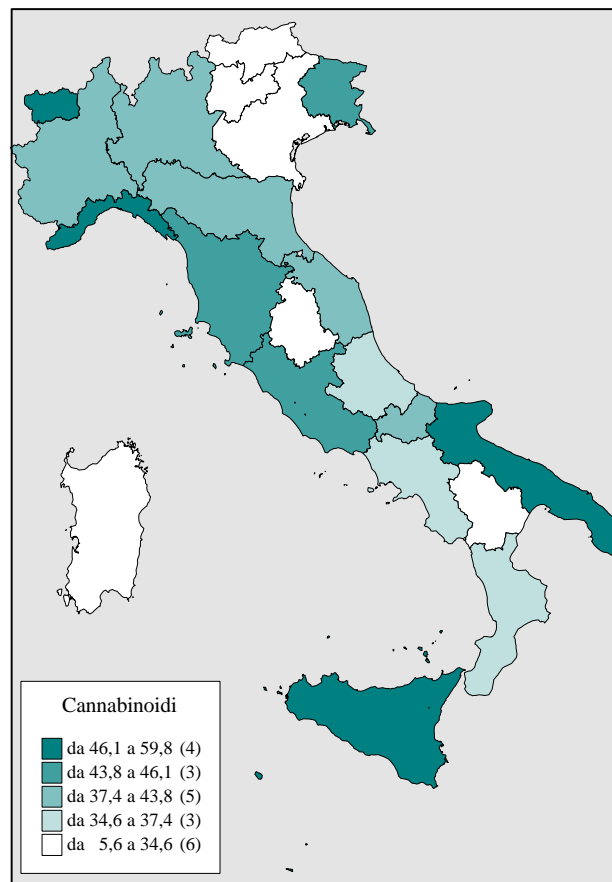 Cannabinoidi
da 46,1 a 59,8 (4)
da 43,8 a 46,1 (3)
da 37,4 a 43,8 (5)
da 34,6 a 37,4 (3)
da 5,6 a 34,6 (6)